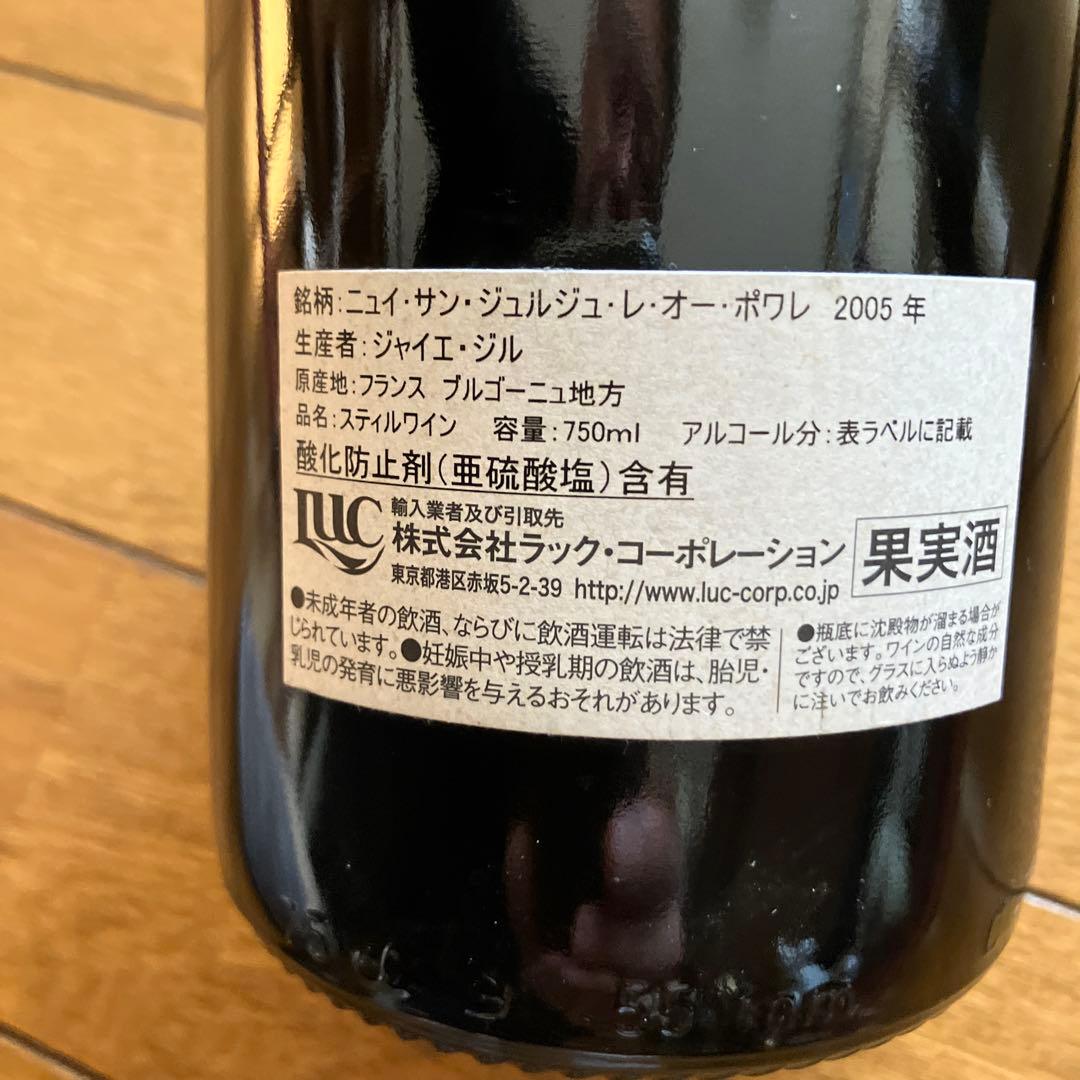 銘柄:ニュイ・サン・ジュルジュ・レ・オー・ポワレ 2005年
生産者:ジャイエ・ジル
原産地:フランス ブルゴーニュ地方
品名:スティルワイン 容量:750ml アルコール分:表ラベルに記載
酸化防止剤(亜硫酸塩)含有
LUC
輸入業者及び引取先
株式会社ラック・コーポレーション
東京都港区赤坂5-2-39 http://www.luc-corp.co.jp
果実酒
●未成年者の飲酒、ならびに飲酒運転は法律で禁
じられています。●妊娠中や授乳期の飲酒は、胎児・
乳児の発育に悪影響を与えるおそれがあります。
●瓶底に沈殿物が溜まる場合が
ございます。ワインの自然な成分
ですので、グラスに入らぬよう静か
に注いでお飲みください。